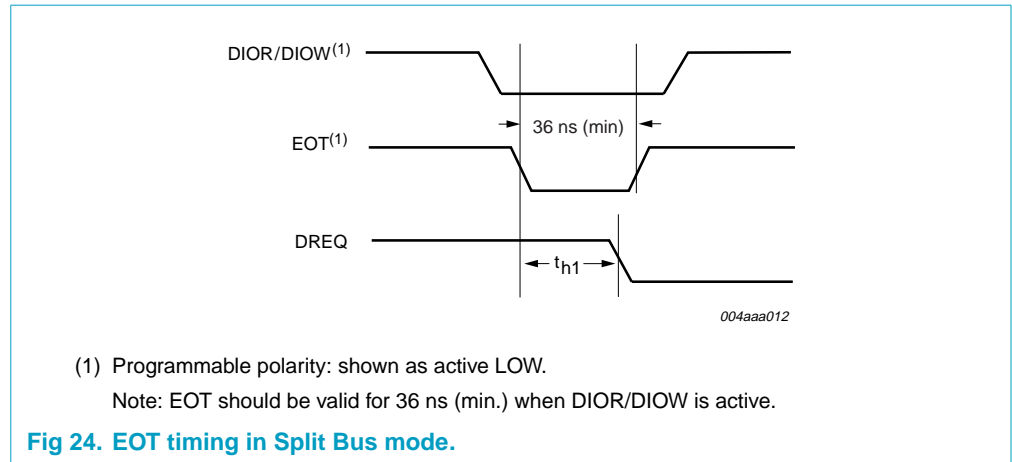 DIOR/DIOW(1)
36 ns (min)
EOT(1)
DREQ
th1
004aaa012
(1) Programmable polarity: shown as active LOW.
Note: EOT should be valid for 36 ns (min.) when DIOR/DIOW is active.
Fig 24. EOT timing in Split Bus mode.